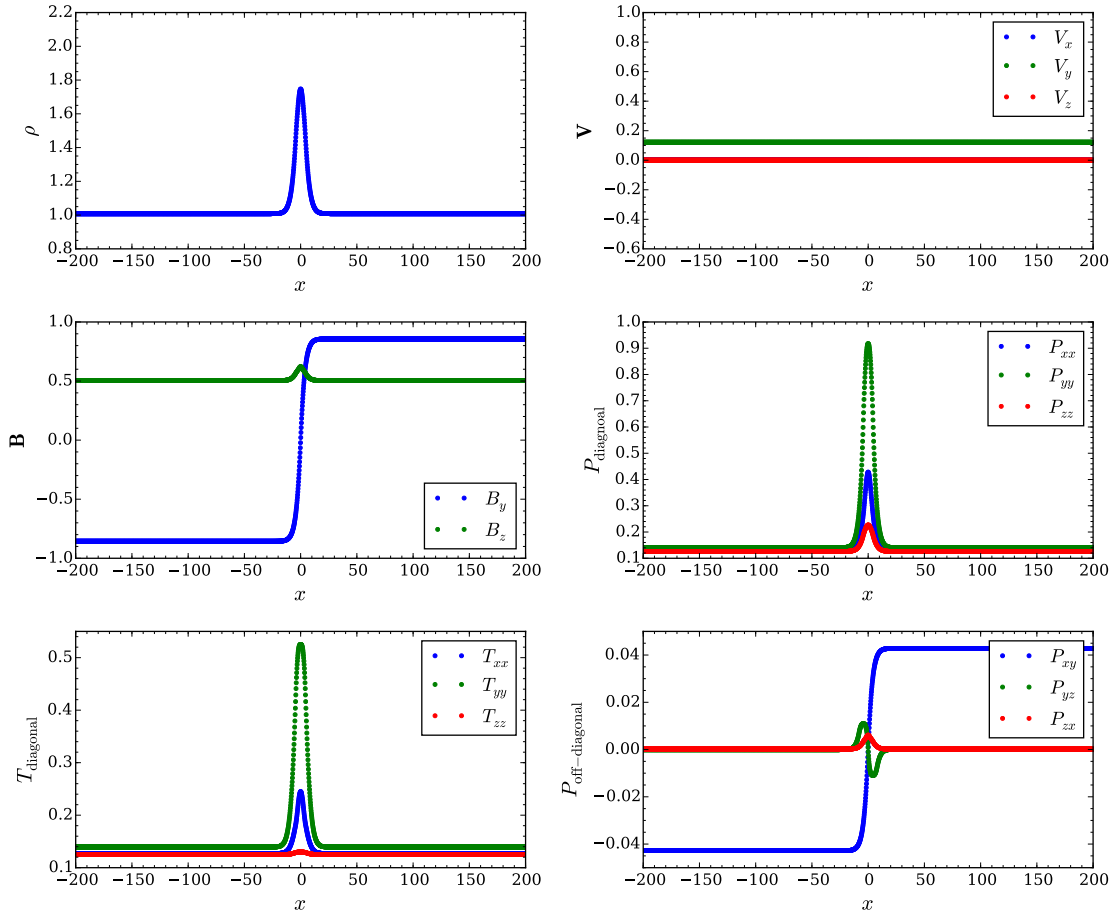 2.2
2.0
1.8
1.6
1.4
1.2
1.0
0.8
ρ
−200 −150 −100 −50 0 50 100 150 200
x
1.0
0.8
0.6
0.4
0.2
0.0
−0.2
−0.4
−0.6
V
V_x
V_y
V_z
−200 −150 −100 −50 0 50 100 150 200
x
1.0
0.5
0.0
−0.5
−1.0
B
B_y
B_z
−200 −150 −100 −50 0 50 100 150 200
x
1.0
0.9
0.8
0.7
0.6
0.5
0.4
0.3
0.2
0.1
P_diagnoal
P_xx
P_yy
P_zz
−200 −150 −100 −50 0 50 100 150 200
x
0.5
0.4
0.3
0.2
0.1
T_diagonal
T_xx
T_yy
T_zz
−200 −150 −100 −50 0 50 100 150 200
x
0.04
0.02
0.00
−0.02
−0.04
P_off−diagonal
P_xy
P_yz
P_zx
−200 −150 −100 −50 0 50 100 150 200
x